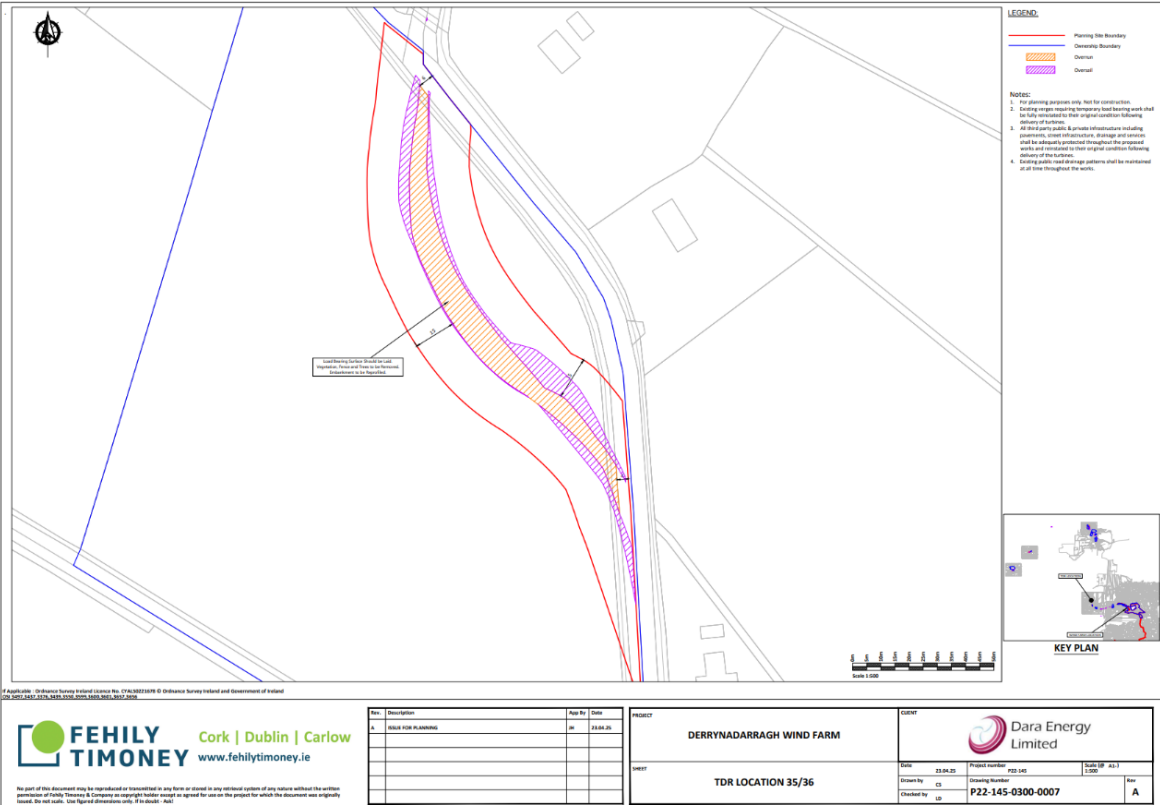 LEGEND:
Planning Site Boundary
Ownership Boundary
Overrun
Oversail
Notes:
1. For planning purposes only. Not for construction.
2. Existing verges requiring temporary load bearing work shall
be fully reinstated to their original condition following
delivery of turbines.
3. All third party public & private infrastructure including
pavements, street infrastructure, drainage and services
shall be adequately protected throughout the proposed
works and reinstated to their original condition following
delivery of the turbines.
4. Existing public road drainage patterns shall be maintained
at all time throughout the works.
Load Bearing Surface Should be Laid.
Vegetation, Fence and Trees to be Removed.
Embankment to be Reprofiled.
Scale 1:500
KEY PLAN
If Applicable : Ordnance Survey Ireland Licence No. CYAL50221678 © Ordnance Survey Ireland and Government of Ireland
FEHILY
TIMONEY
Cork | Dublin | Carlow
www.fehilytimoney.ie
No part of this document may be reproduced or transmitted in any form or stored in any retrieval system of any nature without the written
permission of Fehily Timoney & Company as copyright holder except as agreed for use on the project for which the document was originally
issued. Do not scale. Use figured dimensions only. If in doubt - Ask!
Rev. Description App By Date
A ISSUE FOR PLANNING JH 23.04.25
PROJECT
DERRYNADARRAGH WIND FARM
SHEET
TDR LOCATION 35/36
CLIENT
Dara Energy
Limited
Date 23.04.25
Project number P22-145
Scale (@ A1-) 1:500
Drawn by CS
Checked by LD
Drawing Number
P22-145-0300-0007
Rev
A